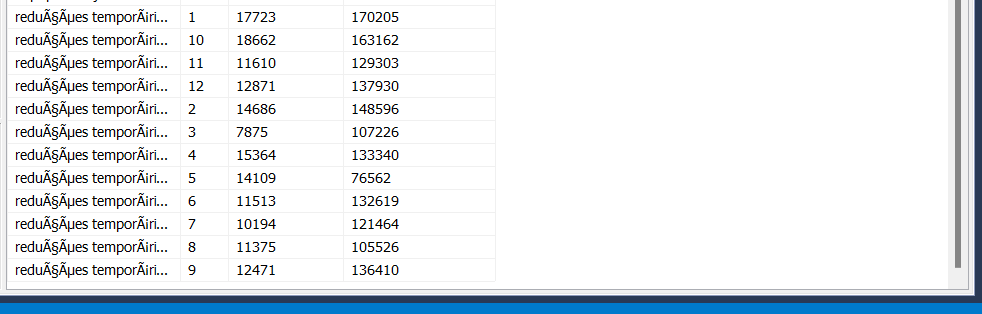 reduÃ§Ãµes temporÃ¡ri... 1 17723 170205
reduÃ§Ãµes temporÃ¡ri... 10 18662 163162
reduÃ§Ãµes temporÃ¡ri... 11 11610 129303
reduÃ§Ãµes temporÃ¡ri... 12 12871 137930
reduÃ§Ãµes temporÃ¡ri... 2 14686 148596
reduÃ§Ãµes temporÃ¡ri... 3 7875 107226
reduÃ§Ãµes temporÃ¡ri... 4 15364 133340
reduÃ§Ãµes temporÃ¡ri... 5 14109 76562
reduÃ§Ãµes temporÃ¡ri... 6 11513 132619
reduÃ§Ãµes temporÃ¡ri... 7 10194 121464
reduÃ§Ãµes temporÃ¡ri... 8 11375 105526
reduÃ§Ãµes temporÃ¡ri... 9 12471 136410